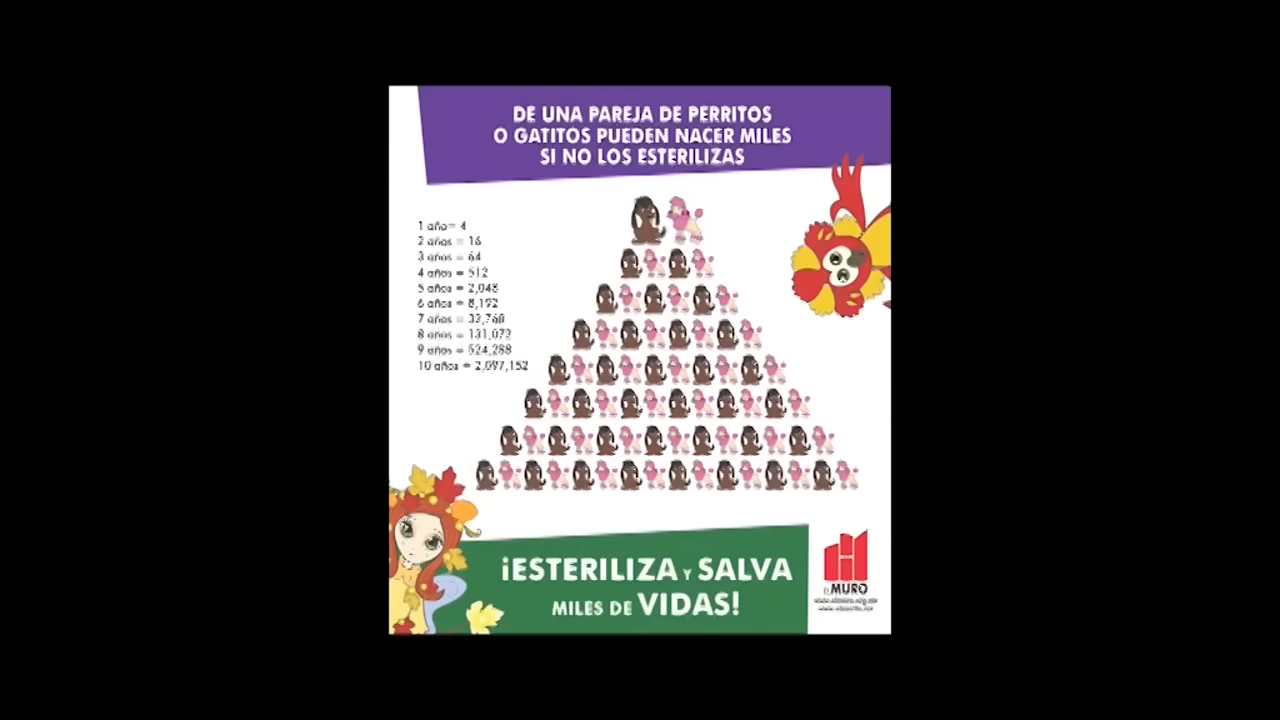 DE UNA PAREJA DE PERRITOS
O GATITOS PUEDEN NACER MILES
SI NO LOS ESTERILIZAS
1 año = 4
2 años = 16
3 años = 64
4 años = 512
5 años = 2,048
6 años = 8,192
7 años = 32,768
8 años = 131,072
9 años = 524,288
10 años = 2,097,152
¡ESTERILIZA Y SALVA
MILES DE VIDAS!
MURO